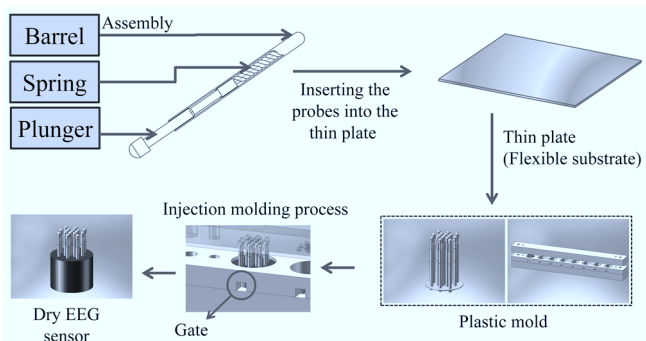 Barrel
Assembly
Spring
Plunger
Inserting the
probes into the
thin plate
Thin plate
(Flexible substrate)
Injection molding process
Gate
Dry EEG
sensor
Plastic mold